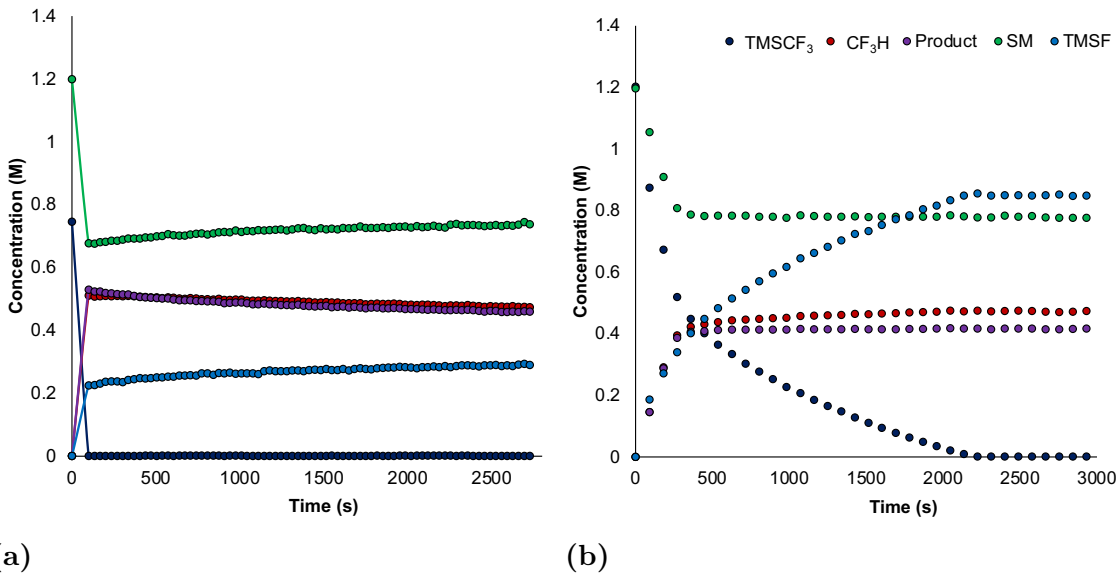 1.4
1.2
1
0.8
0.6
0.4
0.2
0
Concentration (M)
0 500 1000 1500 2000 2500
Time (s)
(a)
TMSCF₃ CF₃H Product SM TMSF
1.4
1.2
1
0.8
0.6
0.4
0.2
0
Concentration (M)
0 500 1000 1500 2000 2500 3000
Time (s)
(b)